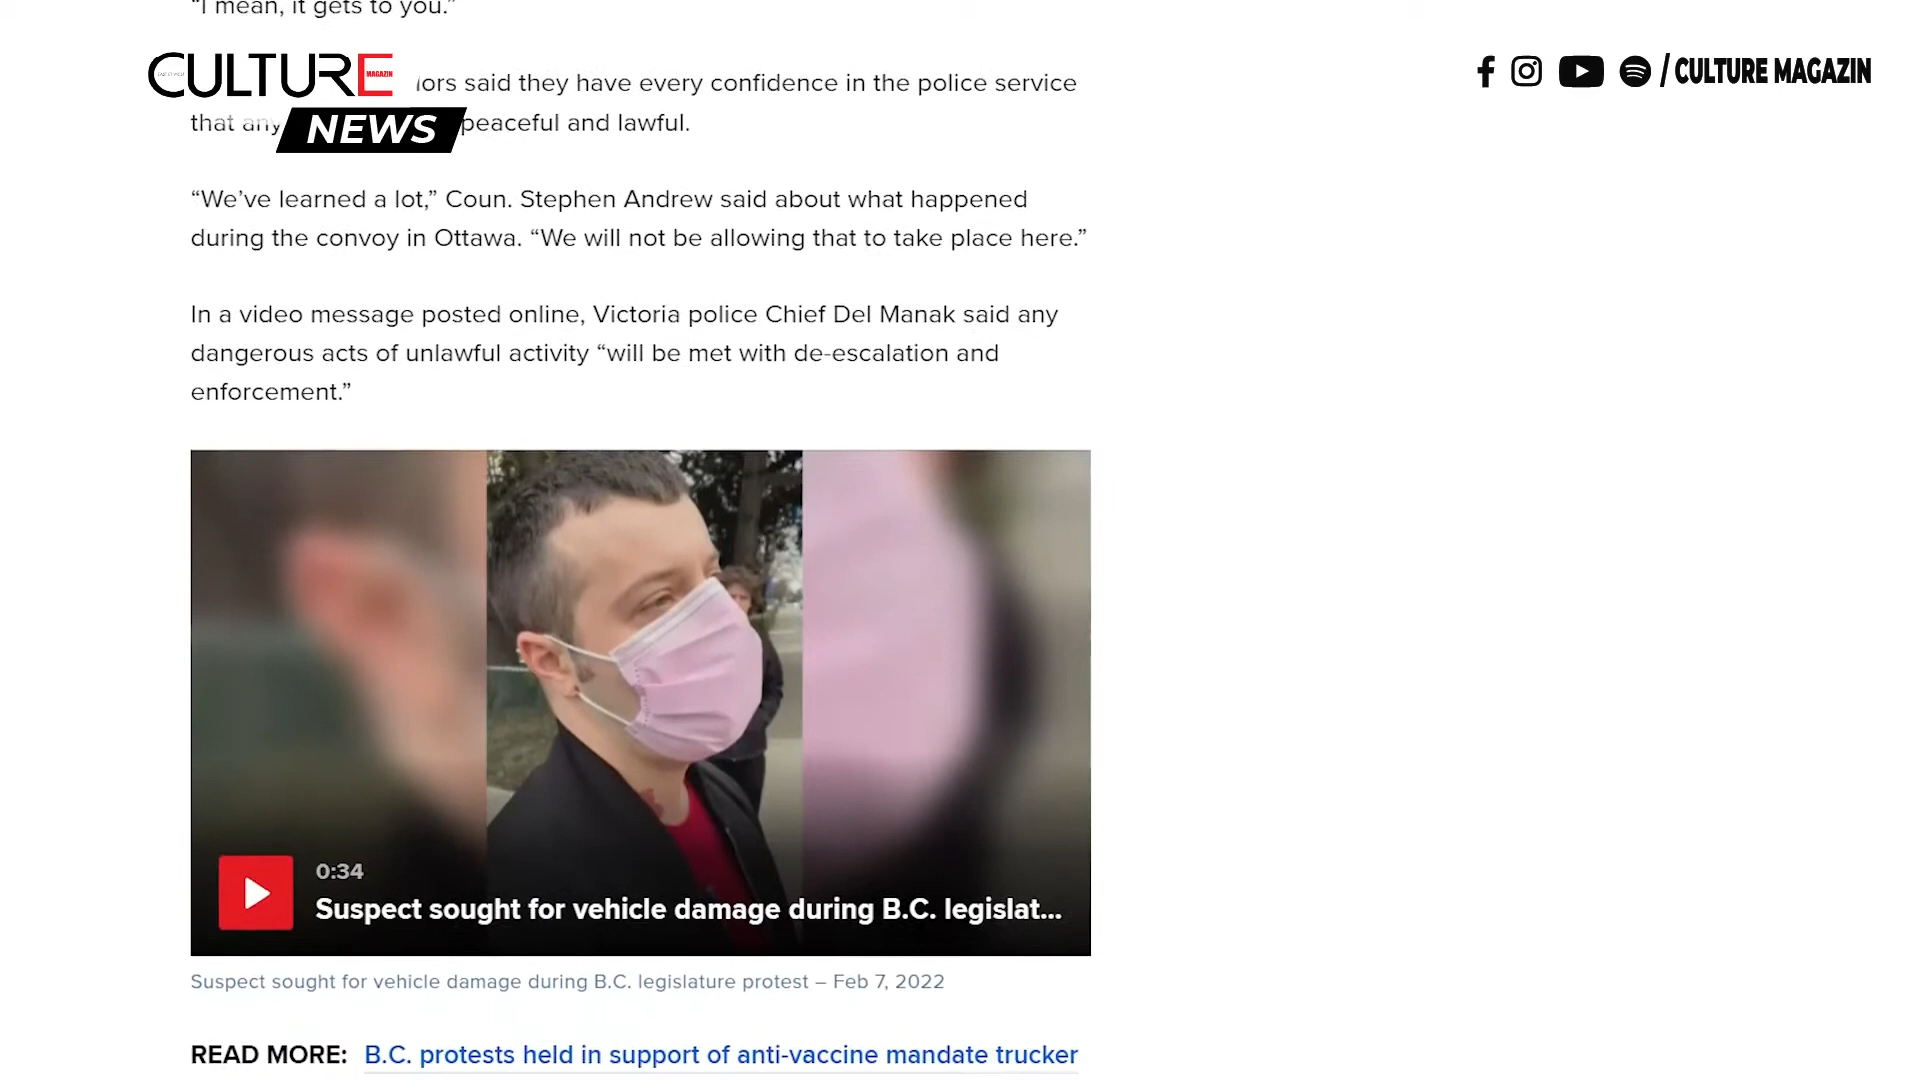 “I mean, it gets to you.”
CULTURE
MAGAZIN
NEWS
lors said they have every confidence in the police service
that any peaceful and lawful.
“We’ve learned a lot,” Coun. Stephen Andrew said about what happened
during the convoy in Ottawa. “We will not be allowing that to take place here.”
In a video message posted online, Victoria police Chief Del Manak said any
dangerous acts of unlawful activity “will be met with de-escalation and
enforcement.”
0:34
Suspect sought for vehicle damage during B.C. legislat...
Suspect sought for vehicle damage during B.C. legislature protest – Feb 7, 2022
READ MORE: B.C. protests held in support of anti-vaccine mandate trucker
/ CULTURE MAGAZIN